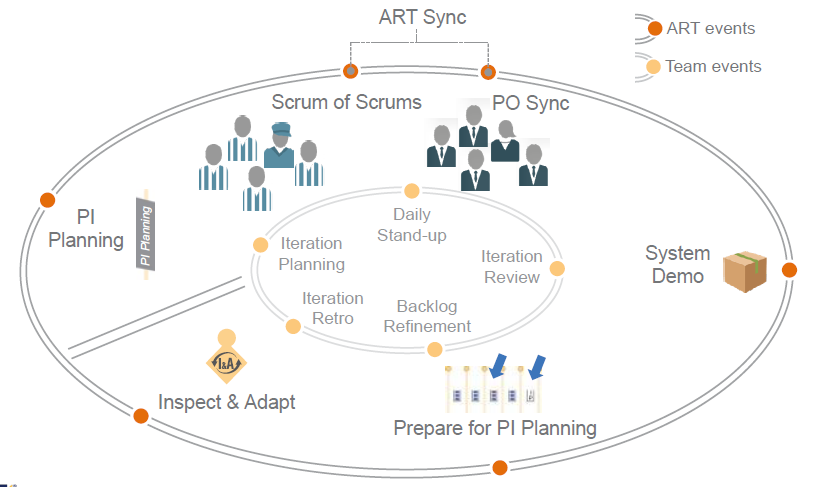 ART Sync
ART events
Team events
Scrum of Scrums
PO Sync
PI
Planning
PI Planning
Daily
Stand-up
Iteration
Planning
Iteration
Review
System
Demo
Iteration
Retro
Backlog
Refinement
I&A
Inspect & Adapt
Prepare for PI Planning